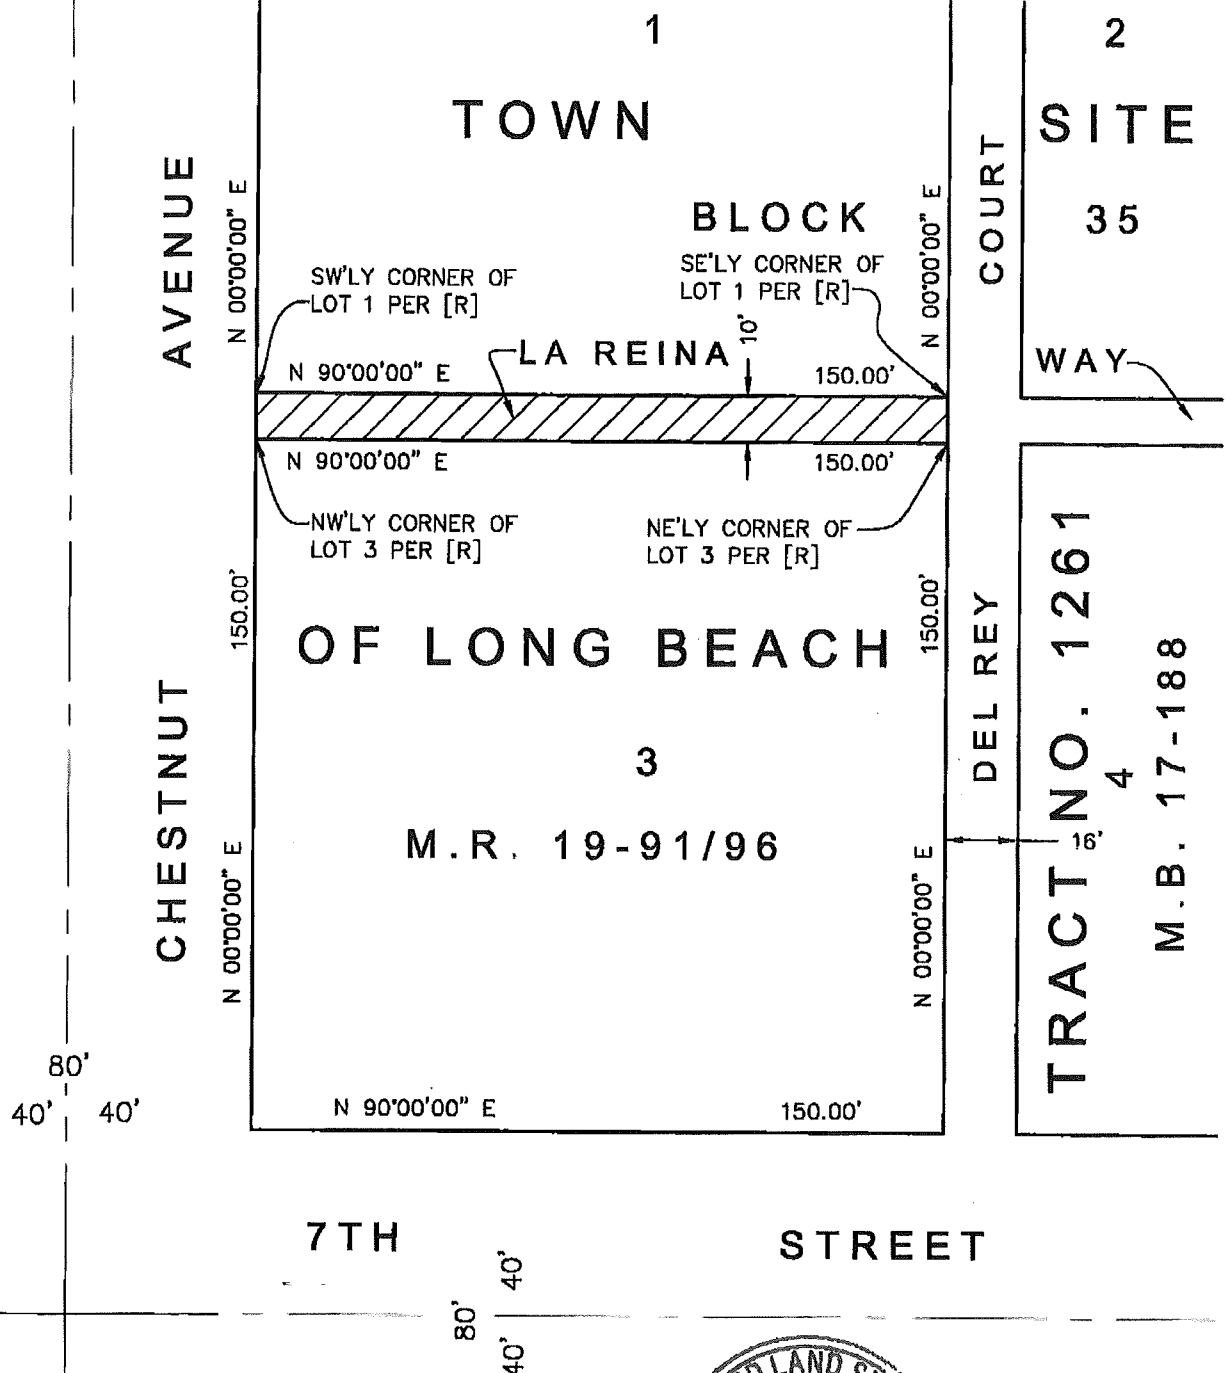 1
2
TOWN
SITE
AVENUE
N 00°00'00" E
BLOCK
N 00°00'00" E
COURT
35
SW'LY CORNER OF
LOT 1 PER [R]
SE'LY CORNER OF
LOT 1 PER [R]
10'
LA REINA
WAY
N 90°00'00" E
150.00'
N 90°00'00" E
150.00'
NW'LY CORNER OF
LOT 3 PER [R]
NE'LY CORNER OF
LOT 3 PER [R]
150.00'
150.00'
OF LONG BEACH
DEL REY
TRACT NO. 1261
4
M.B. 17-188
CHESTNUT
3
M.R. 19-91/96
16'
N 00°00'00" E
N 00°00'00" E
80'
40' 40'
N 90°00'00" E
150.00'
7TH STREET
40'
80'
40'
LAND